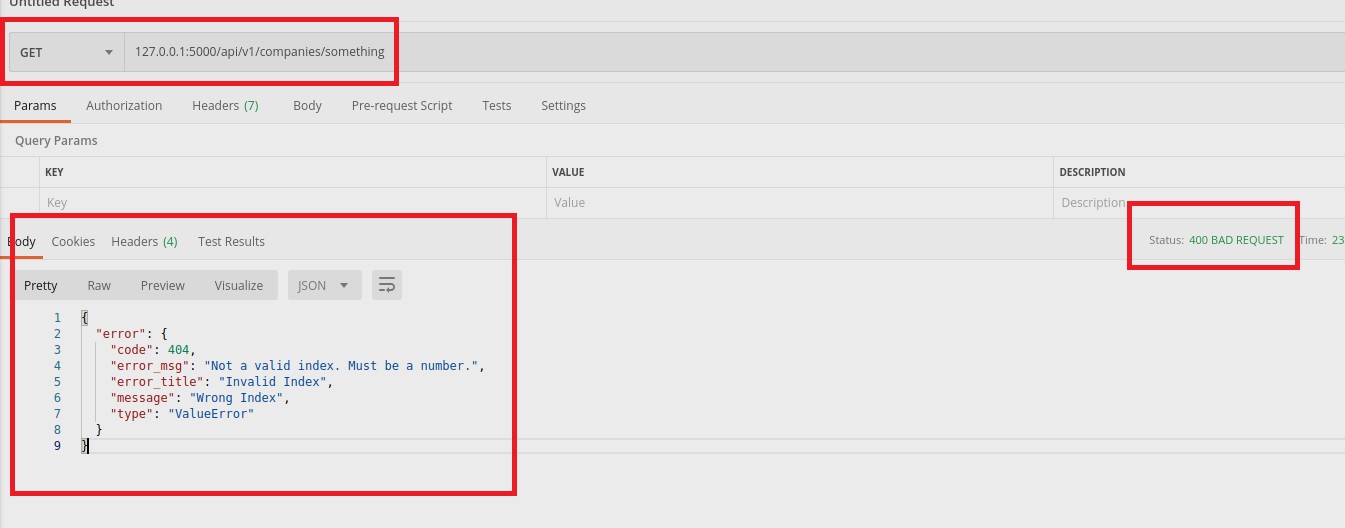 Untitled Request
GET 127.0.0.1:5000/api/v1/companies/something
Params Authorization Headers (7) Body Pre-request Script Tests Settings
Query Params
KEY VALUE DESCRIPTION
Key Value Description
Body Cookies Headers (4) Test Results Status: 400 BAD REQUEST Time: 23
Pretty Raw Preview Visualize JSON
1 {
2 "error": {
3 "code": 404,
4 "error_msg": "Not a valid index. Must be a number.",
5 "error_title": "Invalid Index",
6 "message": "Wrong Index",
7 "type": "ValueError"
8 }
9 }